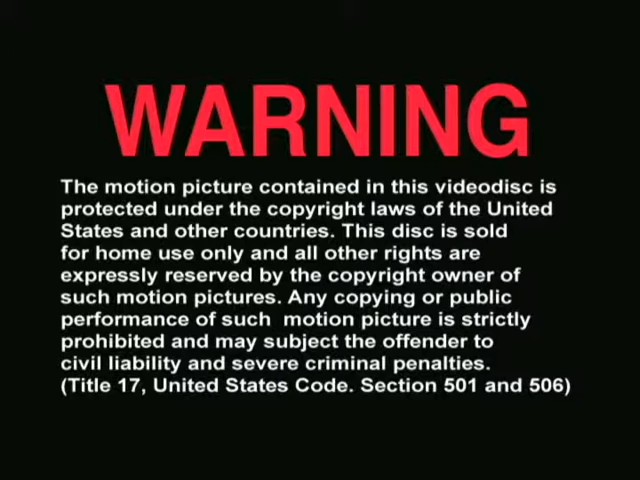 WARNING
The motion picture contained in this videodisc is
protected under the copyright laws of the United
States and other countries. This disc is sold
for home use only and all other rights are
expressly reserved by the copyright owner of
such motion pictures. Any copying or public
performance of such  motion picture is strictly
prohibited and may subject the offender to
civil liability and severe criminal penalties.
(Title 17, United States Code. Section 501 and 506)